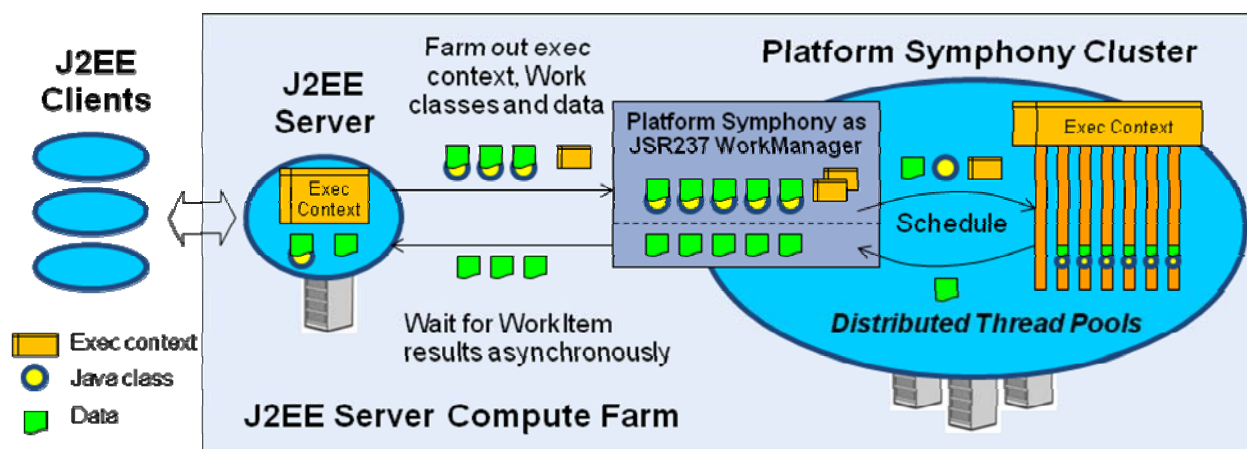 J2EE
Clients
Exec context
Java class
Data
J2EE
Server
Exec
Context
Farm out exec
context, Work
classes and data
Wait for WorkItem
results asynchronously
J2EE Server Compute Farm
Platform Symphony Cluster
Platform Symphony as
JSR237 WorkManager
Exec Context
Schedule
Distributed Thread Pools